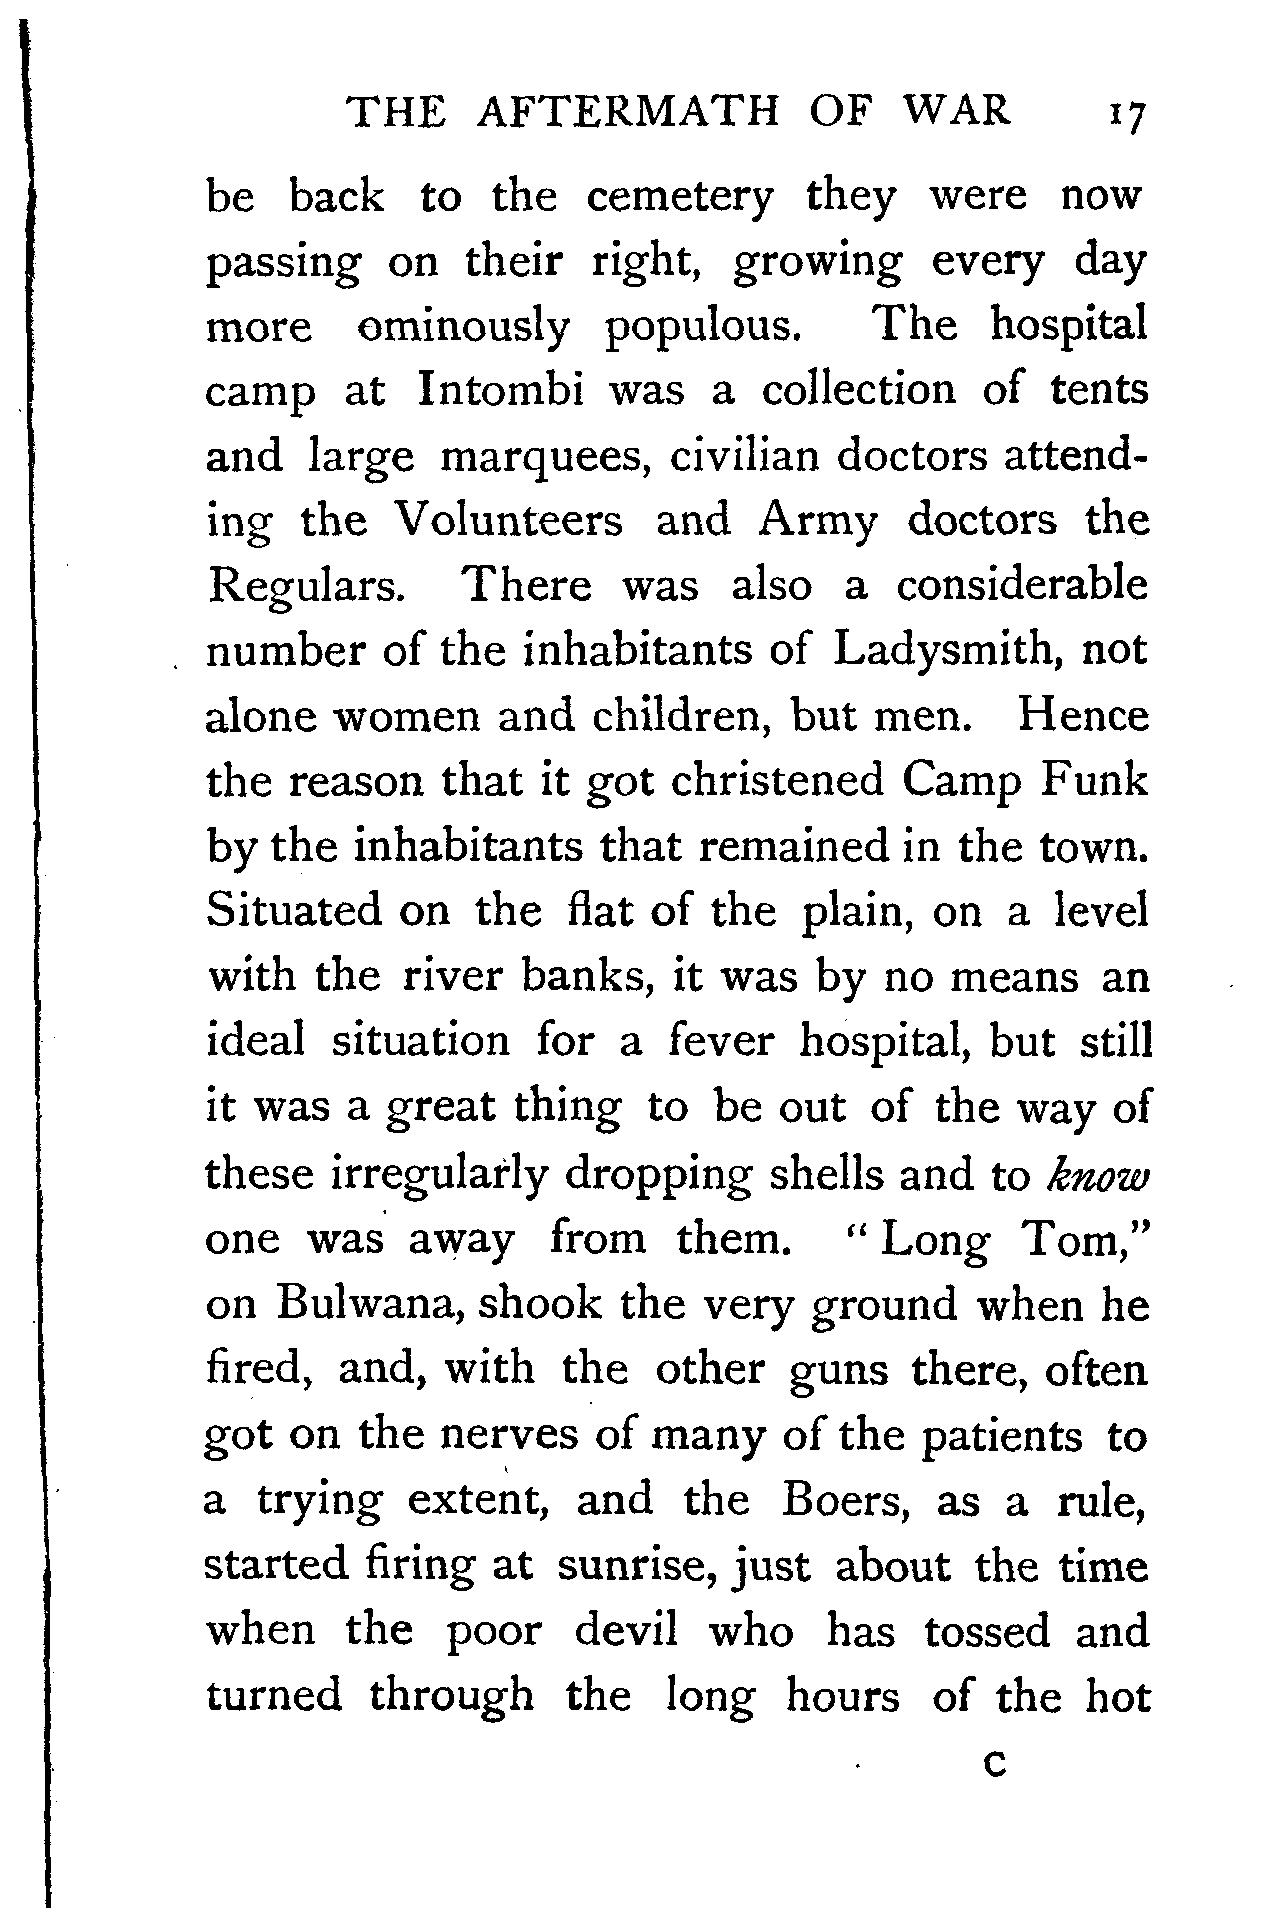 THE AFTERMATH OF WAR 17
be back to the cemetery they were now
passing on their right, growing every day
more ominously populous. The hospital
camp at Intombi was a collection of tents
and large marquees, civilian doctors attend-
ing the Volunteers and Army doctors the
Regulars. There was also a considerable
number of the inhabitants of Ladysmith, not
alone women and children, but men. Hence
the reason that it got christened Camp Funk
by the inhabitants that remained in the town.
Situated on the flat of the plain, on a level
with the river banks, it was by no means an
ideal situation for a fever hospital, but still
it was a great thing to be out of the way of
these irregularly dropping shells and to know
one was away from them. "Long Tom,"
on Bulwana, shook the very ground when he
fired, and, with the other guns there, often
got on the nerves of many of the patients to
a trying extent, and the Boers, as a rule,
started firing at sunrise, just about the time
when the poor devil who has tossed and
turned through the long hours of the hot
C